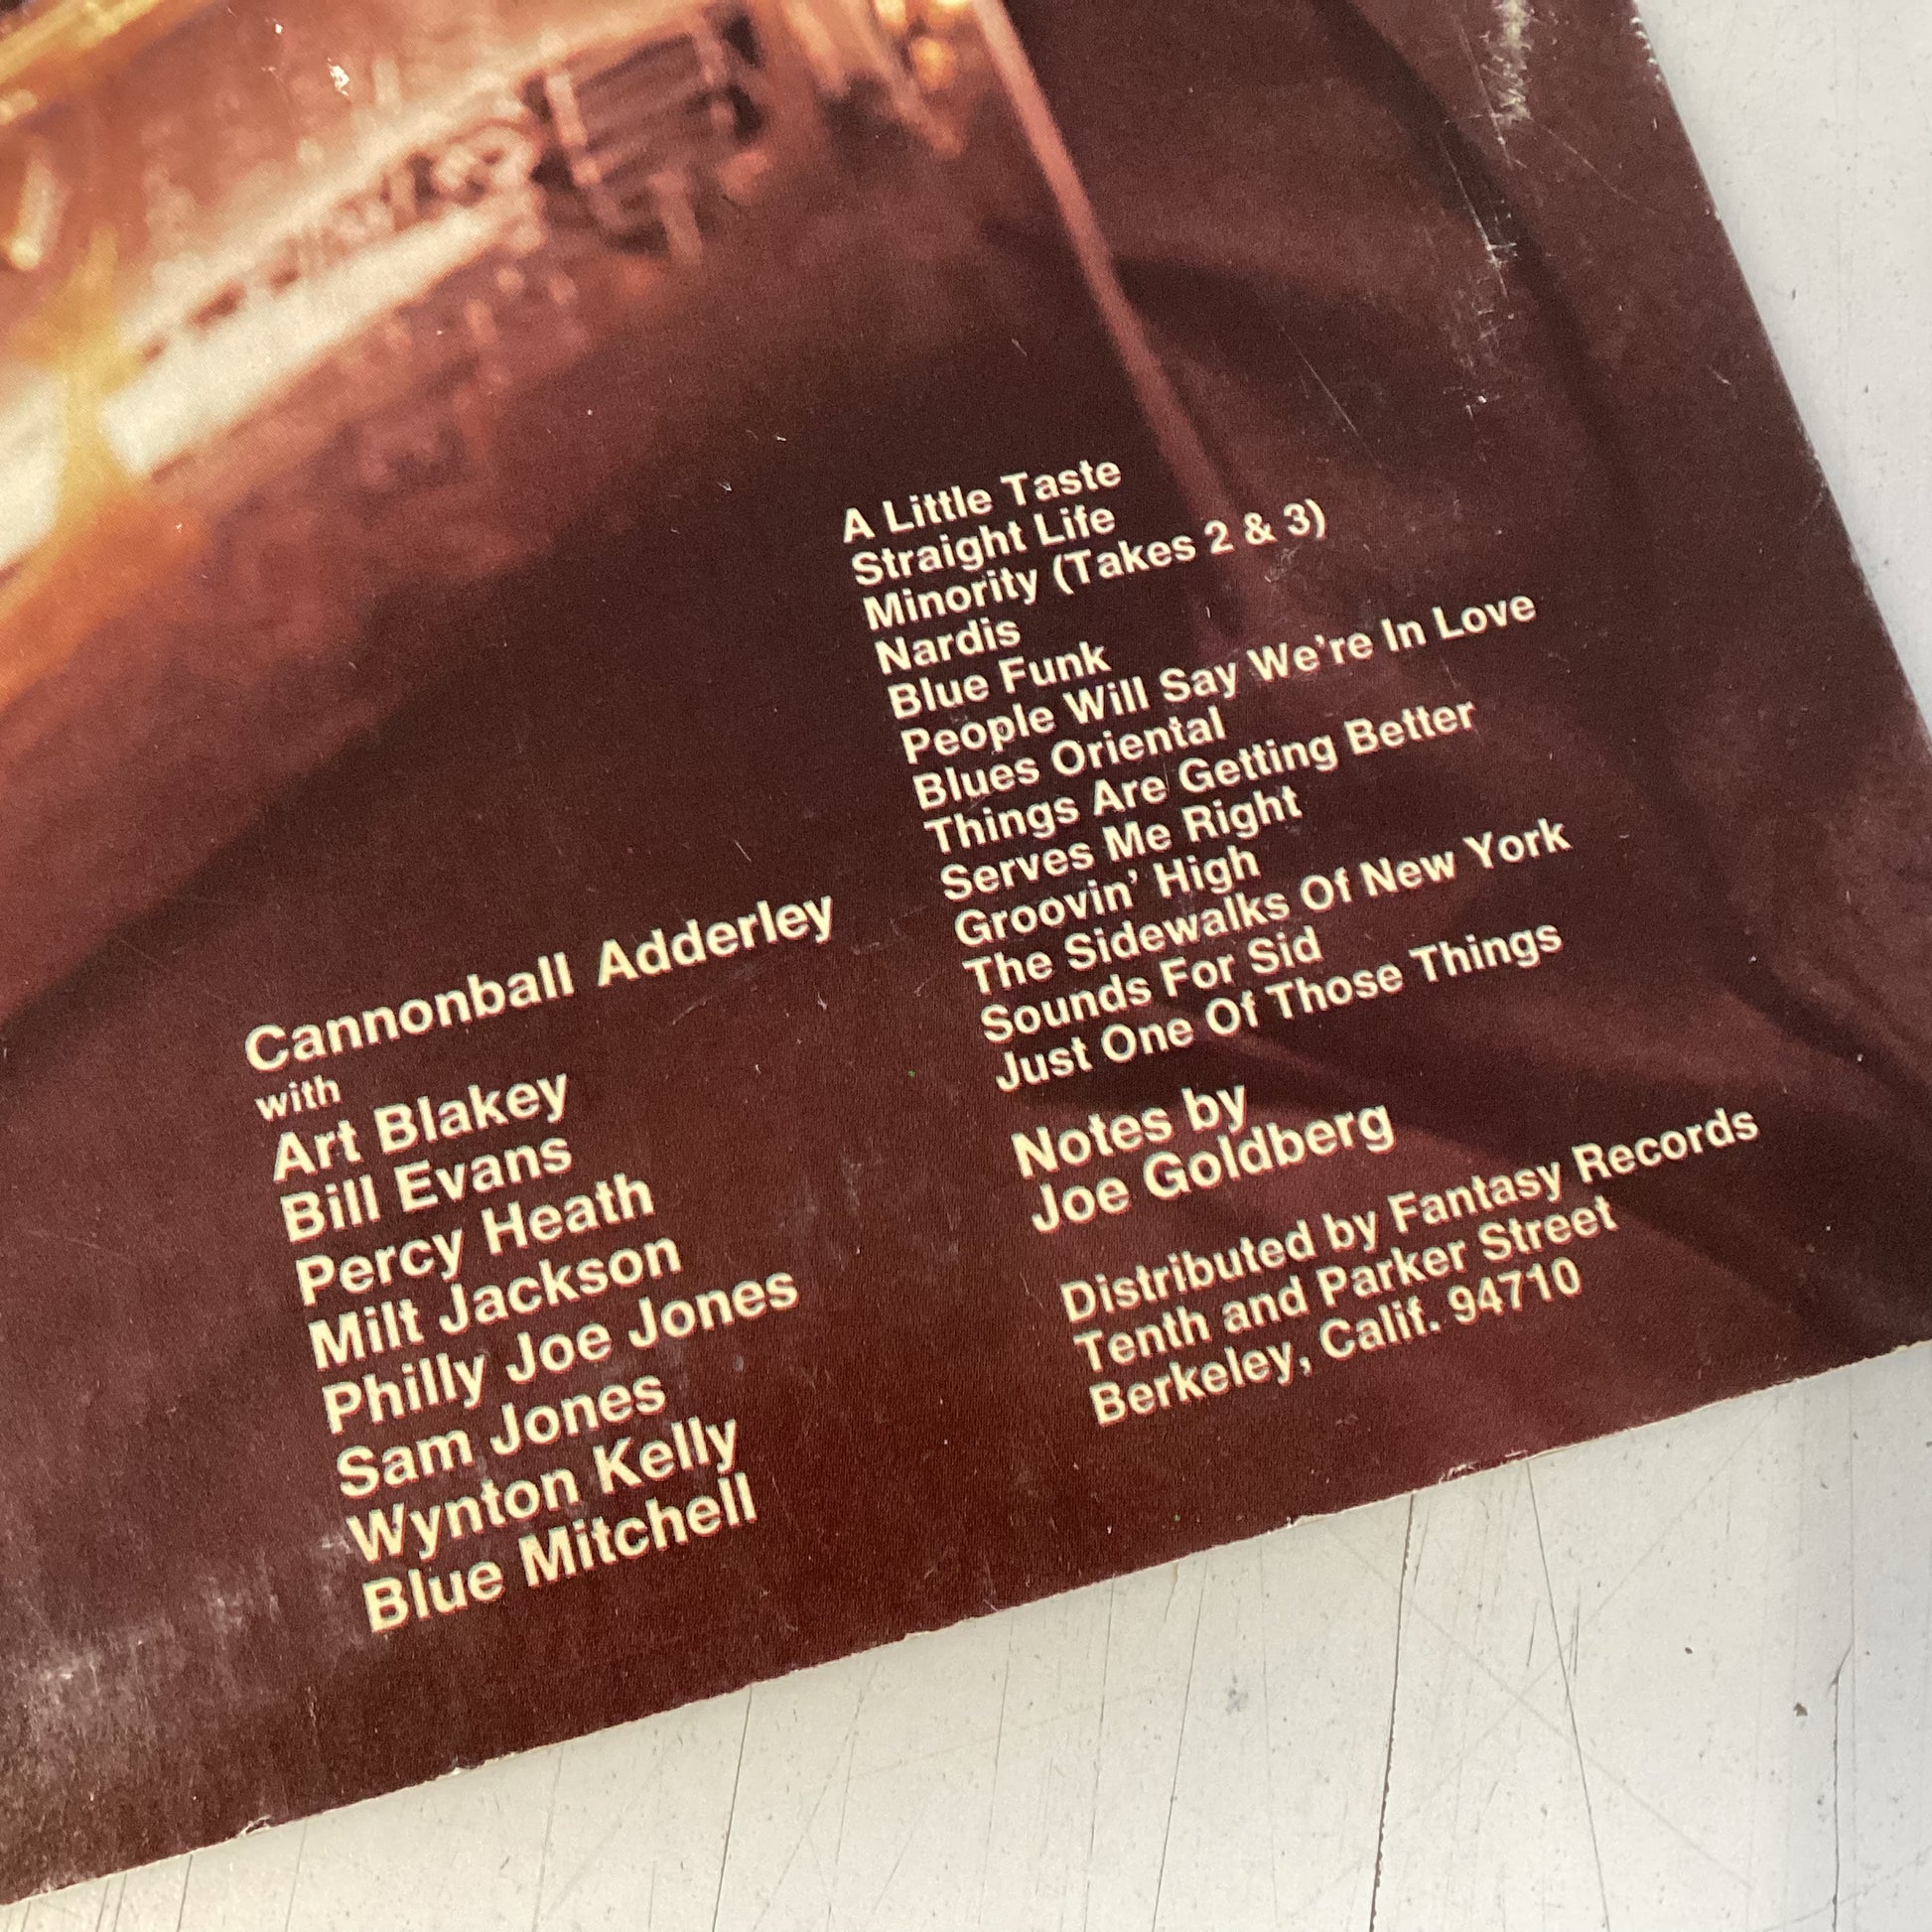 A Little Taste
Straight Life
Minority (Takes 2 & 3)
Nardis
Blue Funk
People Will Say We're In Love
Blues Oriental
Things Are Getting Better
Serves Me Right
Groovin' High
The Sidewalks Of New York
Sounds For Sid
Just One Of Those Things
Cannonball Adderley
with
Art Blakey
Bill Evans
Percy Heath
Milt Jackson
Philly Joe Jones
Sam Jones
Wynton Kelly
Blue Mitchell
Notes by
Joe Goldberg
Distributed by Fantasy Records
Tenth and Parker Street
Berkeley, Calif. 94710